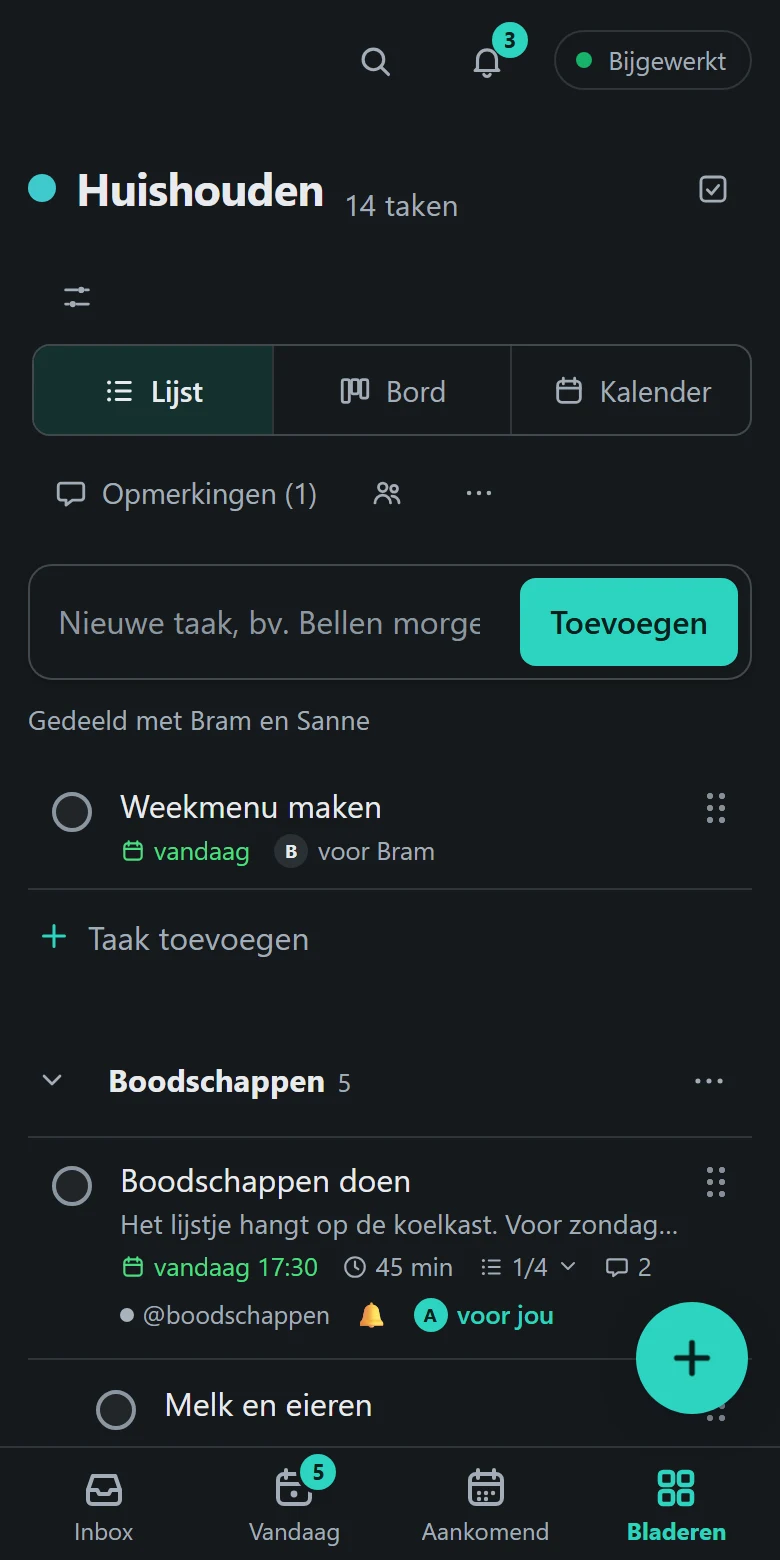 3
Bijgewerkt
Huishouden 14 taken
Lijst Bord Kalender
Opmerkingen (1)
Nieuwe taak, bv. Bellen morge
Toevoegen
Gedeeld met Bram en Sanne
Weekmenu maken
vandaag B voor Bram
Taak toevoegen
Boodschappen 5
Boodschappen doen
Het lijstje hangt op de koelkast. Voor zondag...
vandaag 17:30 45 min 1/4 2
@boodschappen A voor jou
Melk en eieren
5
Inbox Vandaag Aankomend Bladeren